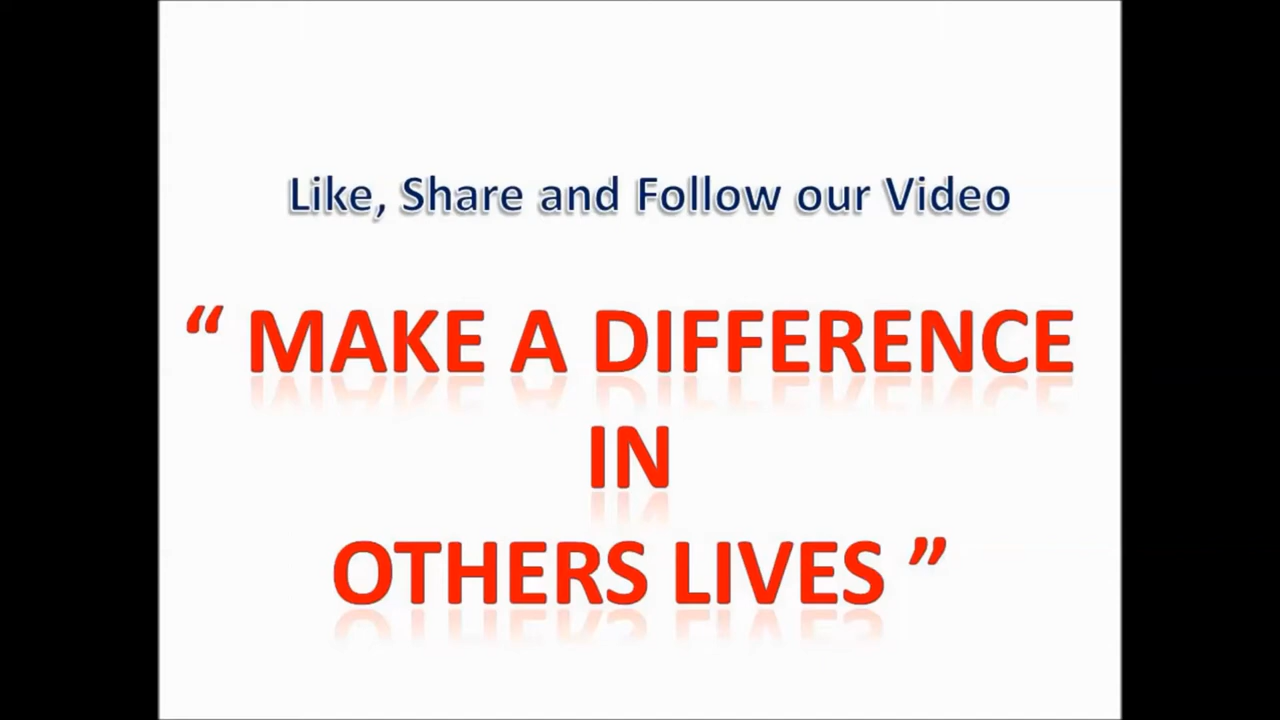 Like, Share and Follow our Video
“ MAKE A DIFFERENCE
IN
OTHERS LIVES ”